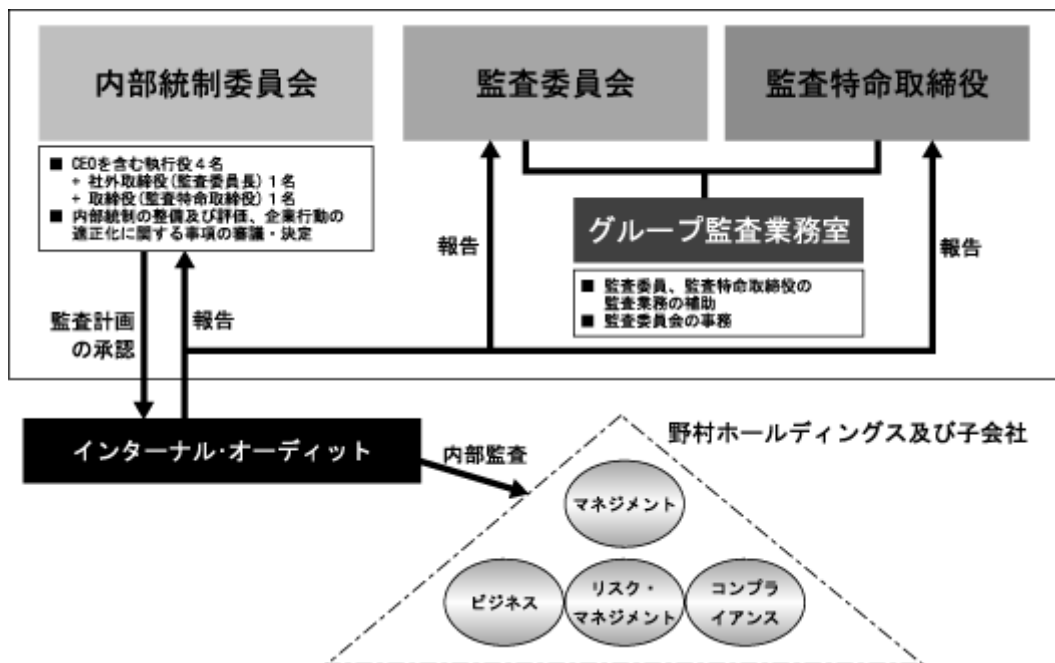 内部統制委員会
監査委員会
監査特命取締役
■ CEOを含む執行役4名
+ 社外取締役(監査委員長)1名
+ 取締役(監査特命取締役)1名
■ 内部統制の整備及び評価、企業行動の
適正化に関する事項の審議・決定
グループ監査業務室
■ 監査委員、監査特命取締役の
監査業務の補助
■ 監査委員会の事務
報告
報告
監査計画
の承認
報告
インターナル・オーディット
内部監査
野村ホールディングス及び子会社
マネジメント
ビジネス
リスク・
マネジメント
コンプラ
イアンス